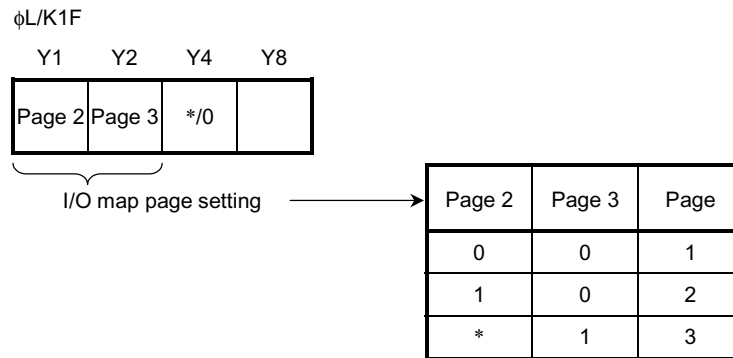 ϕL/K1F
Y1 Y2 Y4 Y8
Page 2 Page 3 */0
I/O map page setting
Page 2 Page 3 Page
0 0 1
1 0 2
* 1 3